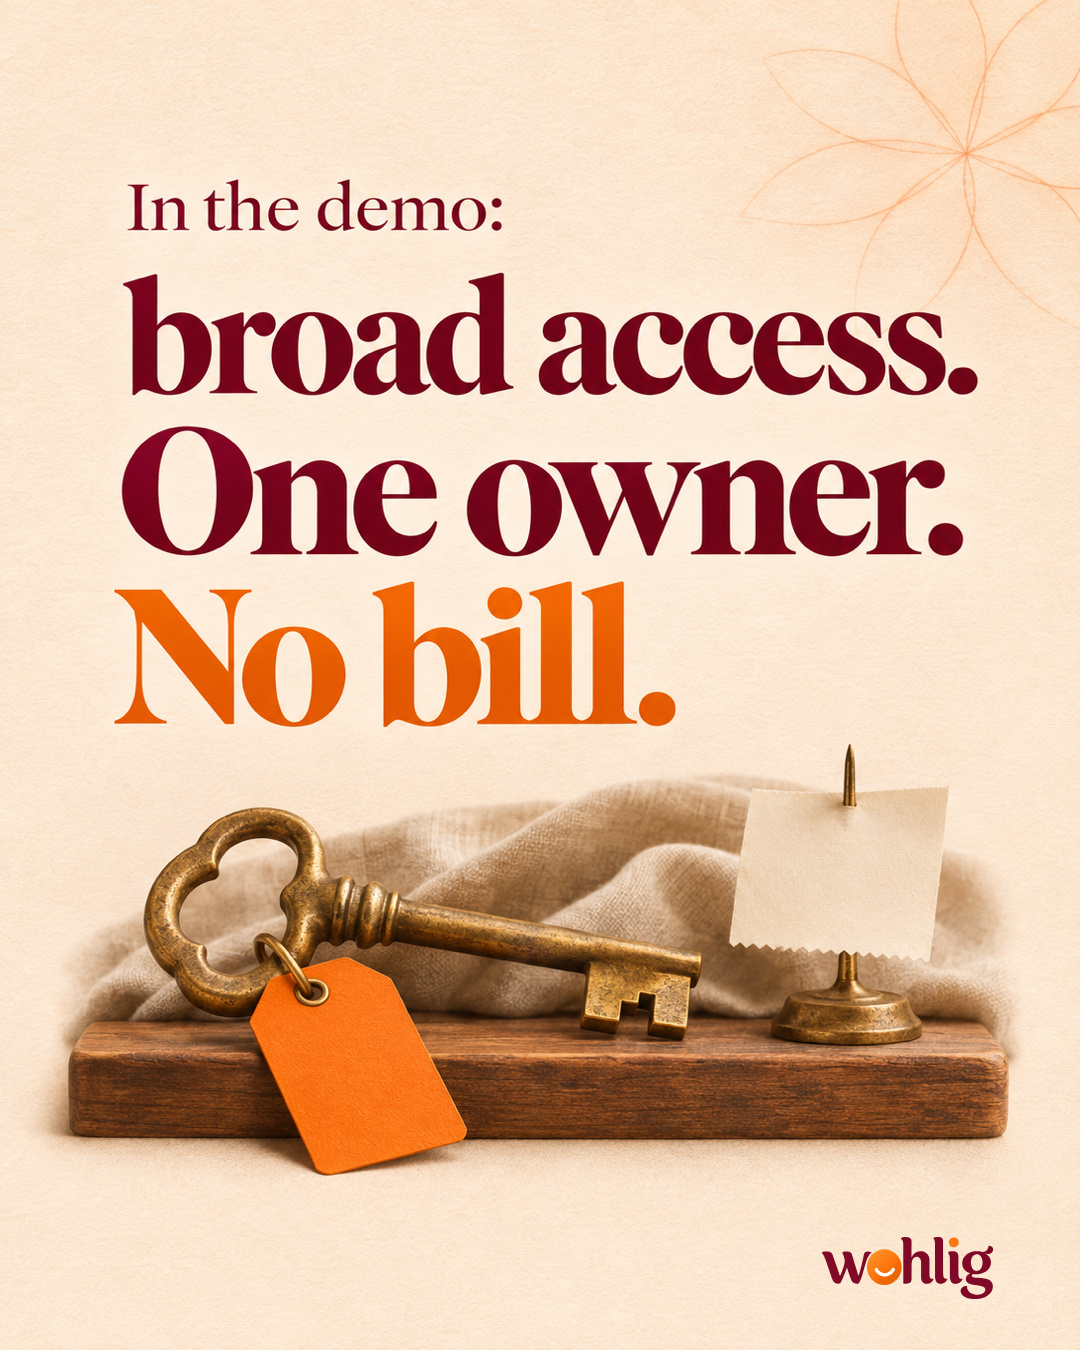 In the demo:
broad access.
One owner.
No bill.
wohlig